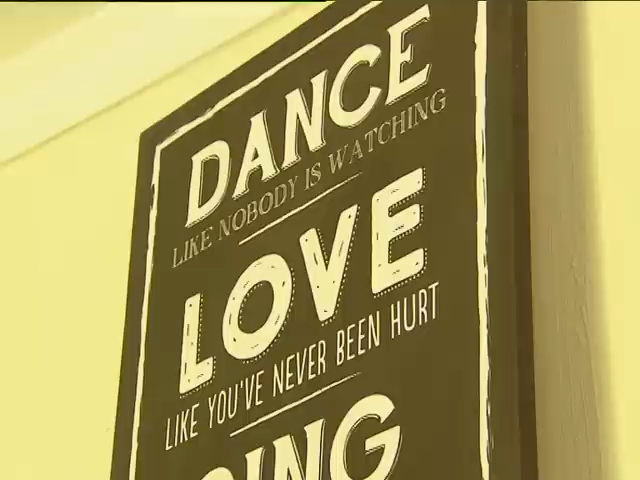 DANCE
LIKE NOBODY IS WATCHING
LOVE
LIKE YOU'VE NEVER BEEN HURT
SING